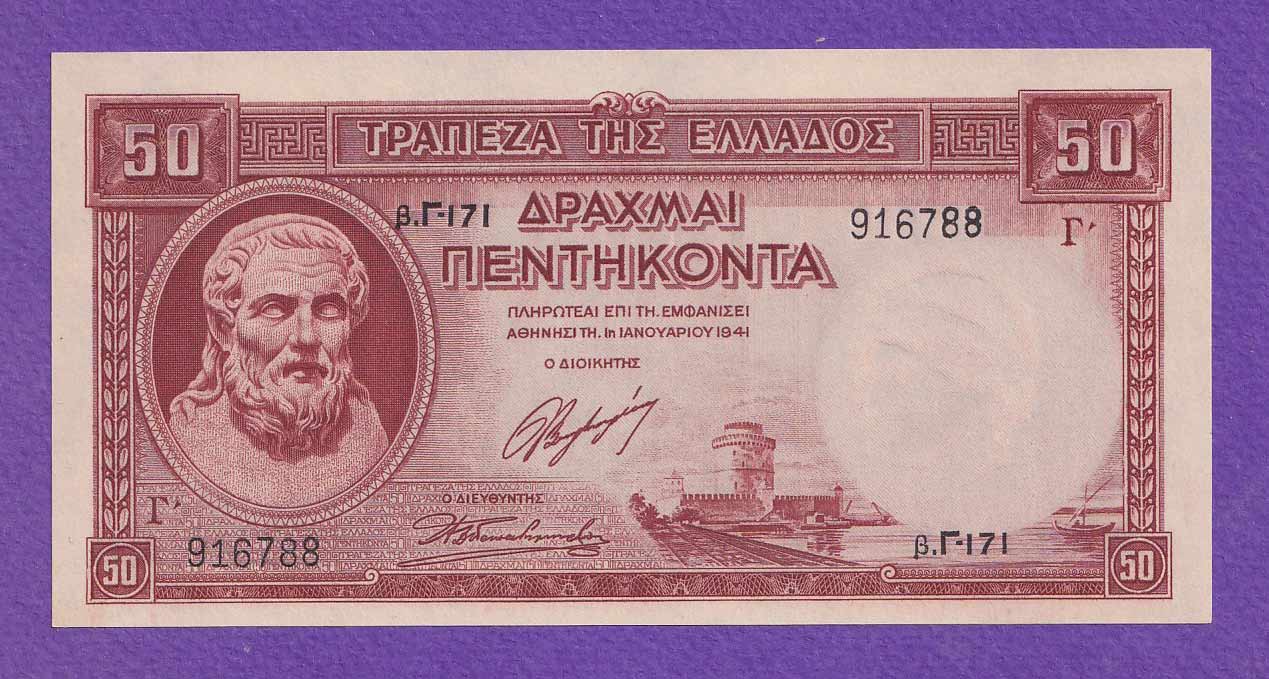 50 ΤΡΑΠΕΖΑ ΤΗΣ ΕΛΛΑΔΟΣ 50
β.Γ-171 ΔΡΑΧΜΑΙ 916788 Γ′
ΠΕΝΤΗΚΟΝΤΑ
ΠΛΗΡΩΤΕΑΙ ΕΠΙ ΤΗ. ΕΜΦΑΝΙΣΕΙ
ΑΘΗΝΗΣΙ ΤΗ. 1η ΙΑΝΟΥΑΡΙΟΥ 1941
Ο ΔΙΟΙΚΗΤΗΣ
Ο ΔΙΕΥΘΥΝΤΗΣ
Γ′
916788 β.Γ-171
50 50